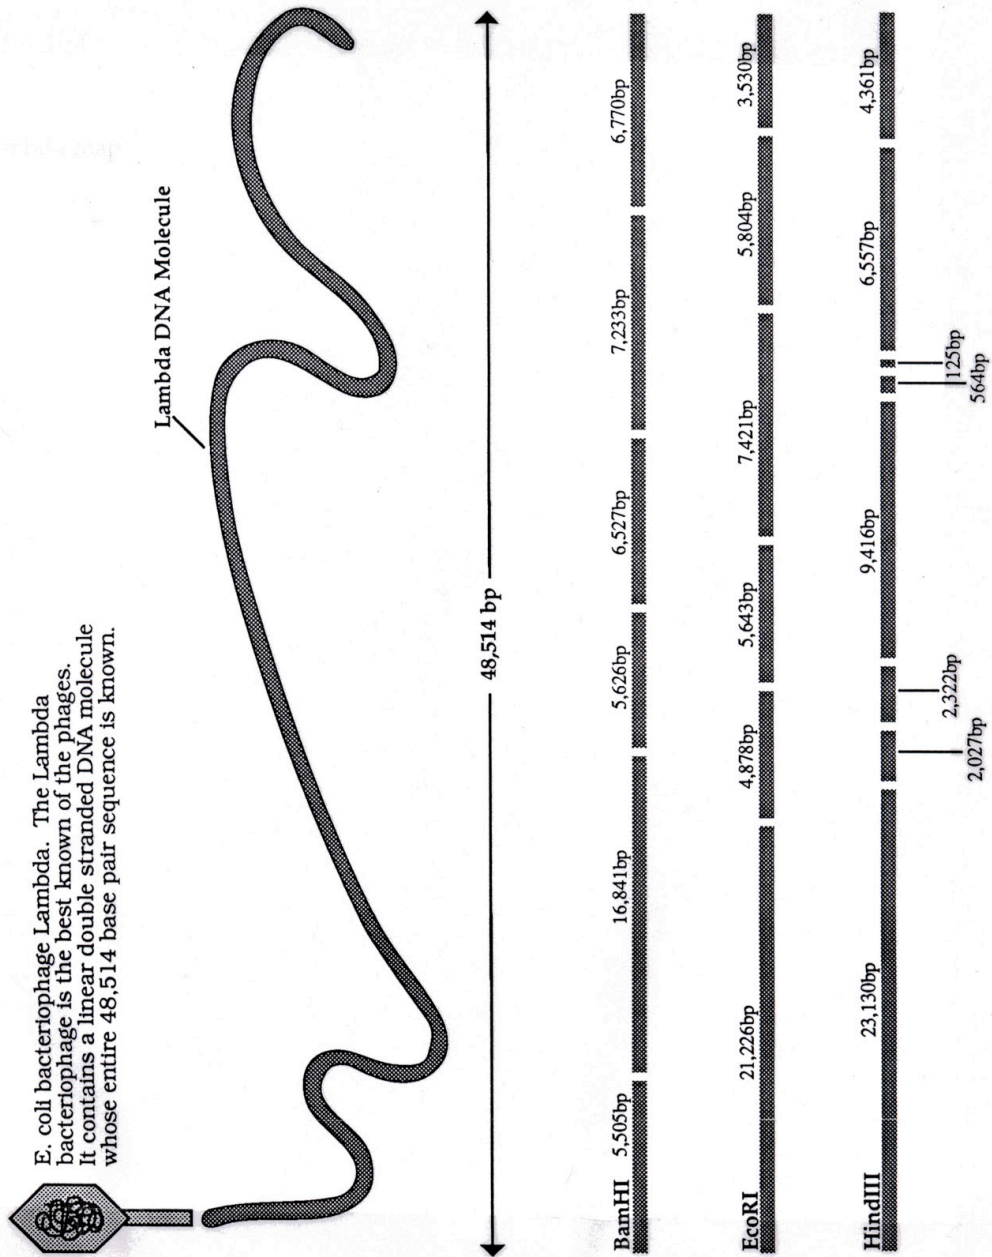 E. coli bacteriophage Lambda. The Lambda
bacteriophage is the best known of the phages.
It contains a linear double stranded DNA molecule
whose entire 48,514 base pair sequence is known.
Lambda DNA Molecule
48,514 bp
BamHI 5,505bp 16,841bp 5,626bp 6,527bp 7,233bp 6,770bp
EcoRI 21,226bp 4,878bp 5,643bp 7,421bp 5,804bp 3,530bp
HindIII 23,130bp 9,416bp 6,557bp 4,361bp
2,322bp 125bp
2,027bp 564bp